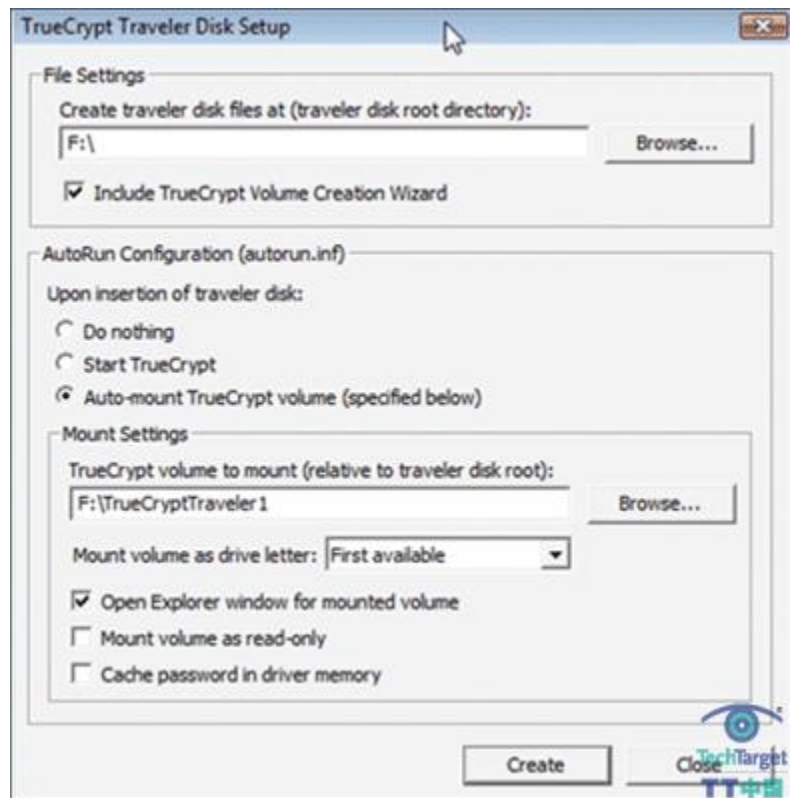 TrueCrypt Traveler Disk Setup
File Settings
Create traveler disk files at (traveler disk root directory):
F:\
Browse...
Include TrueCrypt Volume Creation Wizard
AutoRun Configuration (autorun.inf)
Upon insertion of traveler disk:
Do nothing
Start TrueCrypt
Auto-mount TrueCrypt volume (specified below)
Mount Settings
TrueCrypt volume to mount (relative to traveler disk root):
F:\TrueCryptTraveler1
Browse...
Mount volume as drive letter: First available
Open Explorer window for mounted volume
Mount volume as read-only
Cache password in driver memory
Create
Close
TechTarget
TT中国